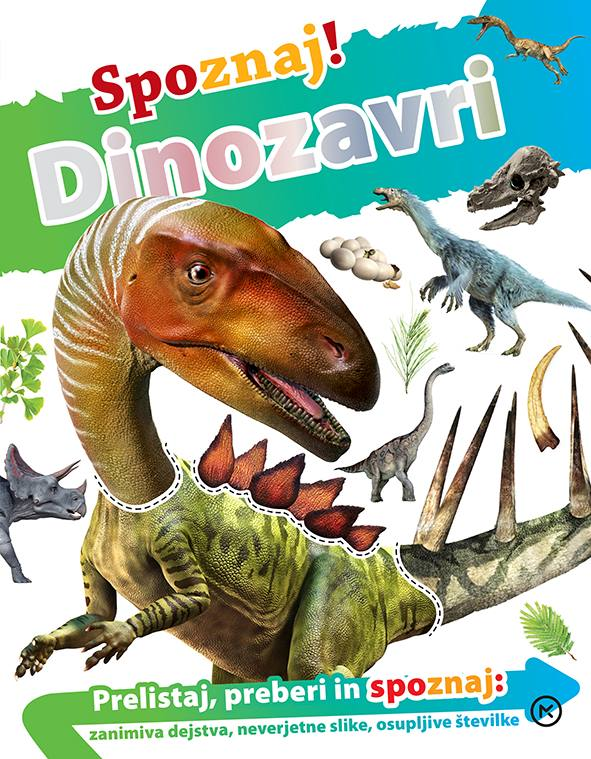 Spoznaj!
Dinozavri
Prelistaj, preberi in spoznaj:
zanimiva dejstva, neverjetne slike, osupljive številke